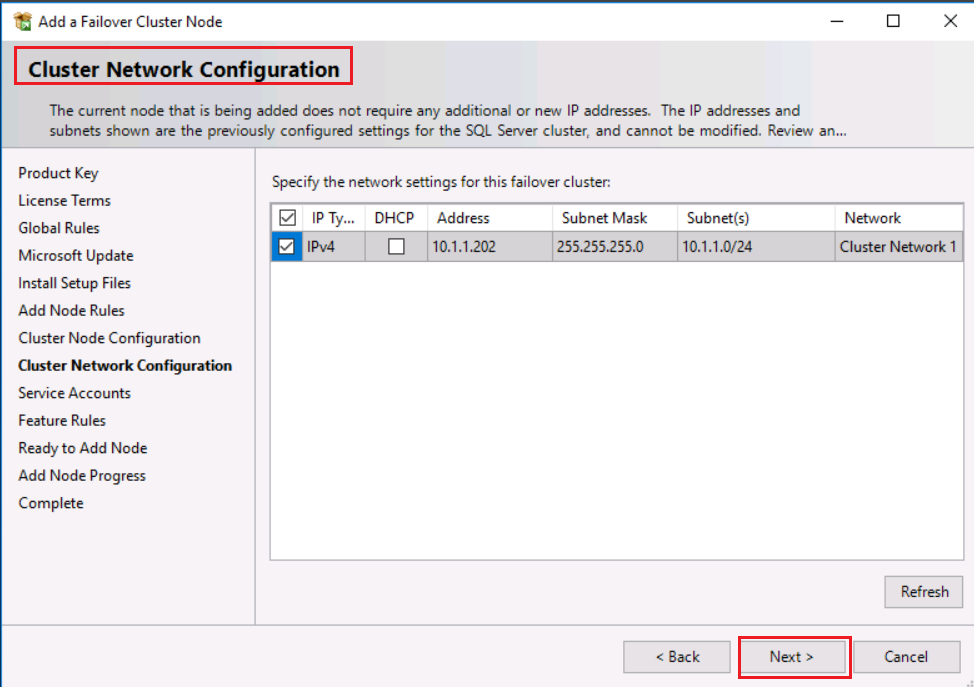 Add a Failover Cluster Node
Cluster Network Configuration
The current node that is being added does not require any additional or new IP addresses. The IP addresses and
subnets shown are the previously configured settings for the SQL Server cluster, and cannot be modified. Review an...
Product Key
License Terms
Global Rules
Microsoft Update
Install Setup Files
Add Node Rules
Cluster Node Configuration
Cluster Network Configuration
Service Accounts
Feature Rules
Ready to Add Node
Add Node Progress
Complete
Specify the network settings for this failover cluster:
IP Ty... DHCP Address Subnet Mask Subnet(s) Network
IPv4 10.1.1.202 255.255.255.0 10.1.1.0/24 Cluster Network 1
Refresh
< Back Next > Cancel